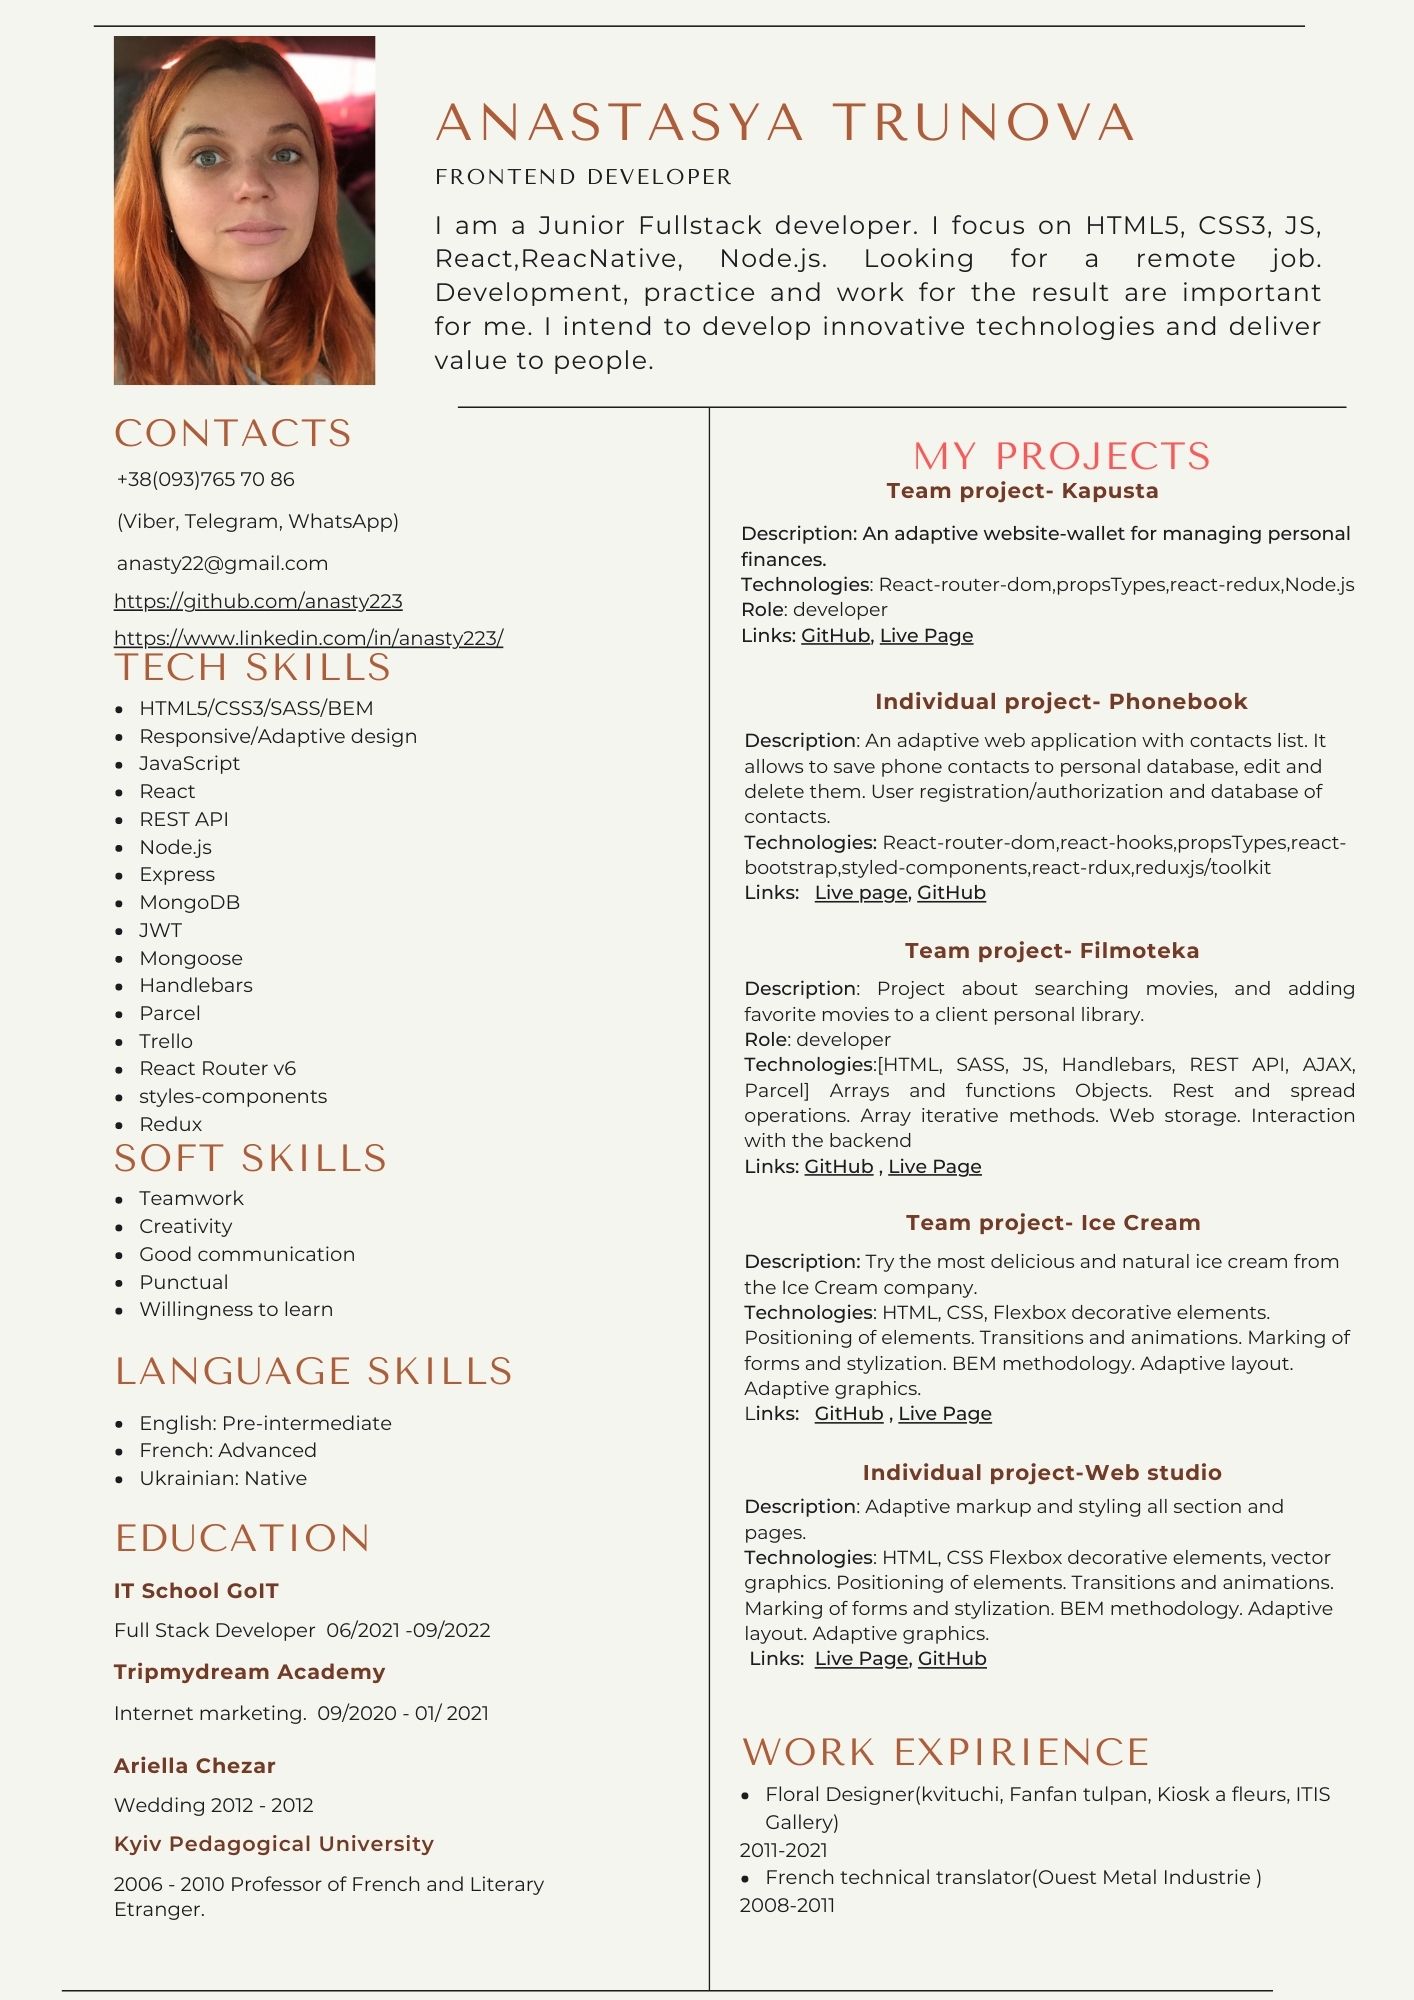 ANASTASYA TRUNOVA
FRONTEND DEVELOPER
I am a Junior Fullstack developer. I focus on HTML5, CSS3, JS,
React,ReacNative, Node.js. Looking for a remote job.
Development, practice and work for the result are important
for me. I intend to develop innovative technologies and deliver
value to people.
CONTACTS
+38(093)765 70 86
(Viber, Telegram, WhatsApp)
anasty22@gmail.com
https://github.com/anasty223
https://www.linkedin.com/in/anasty223/
TECH SKILLS
• HTML5/CSS3/SASS/BEM
• Responsive/Adaptive design
• JavaScript
• React
• REST API
• Node.js
• Express
• MongoDB
• JWT
• Mongoose
• Handlebars
• Parcel
• Trello
• React Router v6
• styles-components
• Redux
SOFT SKILLS
• Teamwork
• Creativity
• Good communication
• Punctual
• Willingness to learn
LANGUAGE SKILLS
• English: Pre-intermediate
• French: Advanced
• Ukrainian: Native
EDUCATION
IT School GoIT
Full Stack Developer 06/2021 -09/2022
Tripmydream Academy
Internet marketing. 09/2020 - 01/ 2021
Ariella Chezar
Wedding 2012 - 2012
Kyiv Pedagogical University
2006 - 2010 Professor of French and Literary
Etranger.
MY PROJECTS
Team project- Kapusta
Description: An adaptive website-wallet for managing personal
finances.
Technologies: React-router-dom,propsTypes,react-redux,Node.js
Role: developer
Links: GitHub, Live Page
Individual project- Phonebook
Description: An adaptive web application with contacts list. It
allows to save phone contacts to personal database, edit and
delete them. User registration/authorization and database of
contacts.
Technologies: React-router-dom,react-hooks,propsTypes,react-
bootstrap,styled-components,react-rdux,reduxjs/toolkit
Links: Live page, GitHub
Team project- Filmoteka
Description: Project about searching movies, and adding
favorite movies to a client personal library.
Role: developer
Technologies:[HTML, SASS, JS, Handlebars, REST API, AJAX,
Parcel] Arrays and functions Objects. Rest and spread
operations. Array iterative methods. Web storage. Interaction
with the backend
Links: GitHub , Live Page
Team project- Ice Cream
Description: Try the most delicious and natural ice cream from
the Ice Cream company.
Technologies: HTML, CSS, Flexbox decorative elements.
Positioning of elements. Transitions and animations. Marking of
forms and stylization. BEM methodology. Adaptive layout.
Adaptive graphics.
Links: GitHub , Live Page
Individual project-Web studio
Description: Adaptive markup and styling all section and
pages.
Technologies: HTML, CSS Flexbox decorative elements, vector
graphics. Positioning of elements. Transitions and animations.
Marking of forms and stylization. BEM methodology. Adaptive
layout. Adaptive graphics.
Links: Live Page, GitHub
WORK EXPIRIENCE
• Floral Designer(kvituchi, Fanfan tulpan, Kiosk a fleurs, ITIS
Gallery)
2011-2021
• French technical translator(Ouest Metal Industrie )
2008-2011